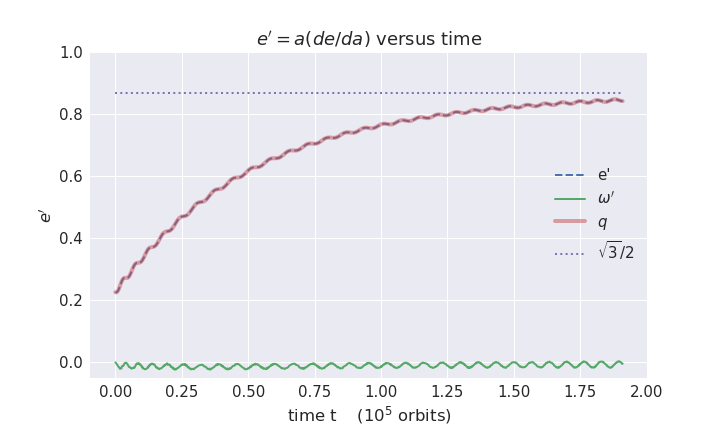 e′ = a(de/da) versus time
1.0
0.8
0.6
0.4
0.2
0.0
e′
e'
ω′
q
√3/2
0.00 0.25 0.50 0.75 1.00 1.25 1.50 1.75 2.00
time t (10⁵ orbits)